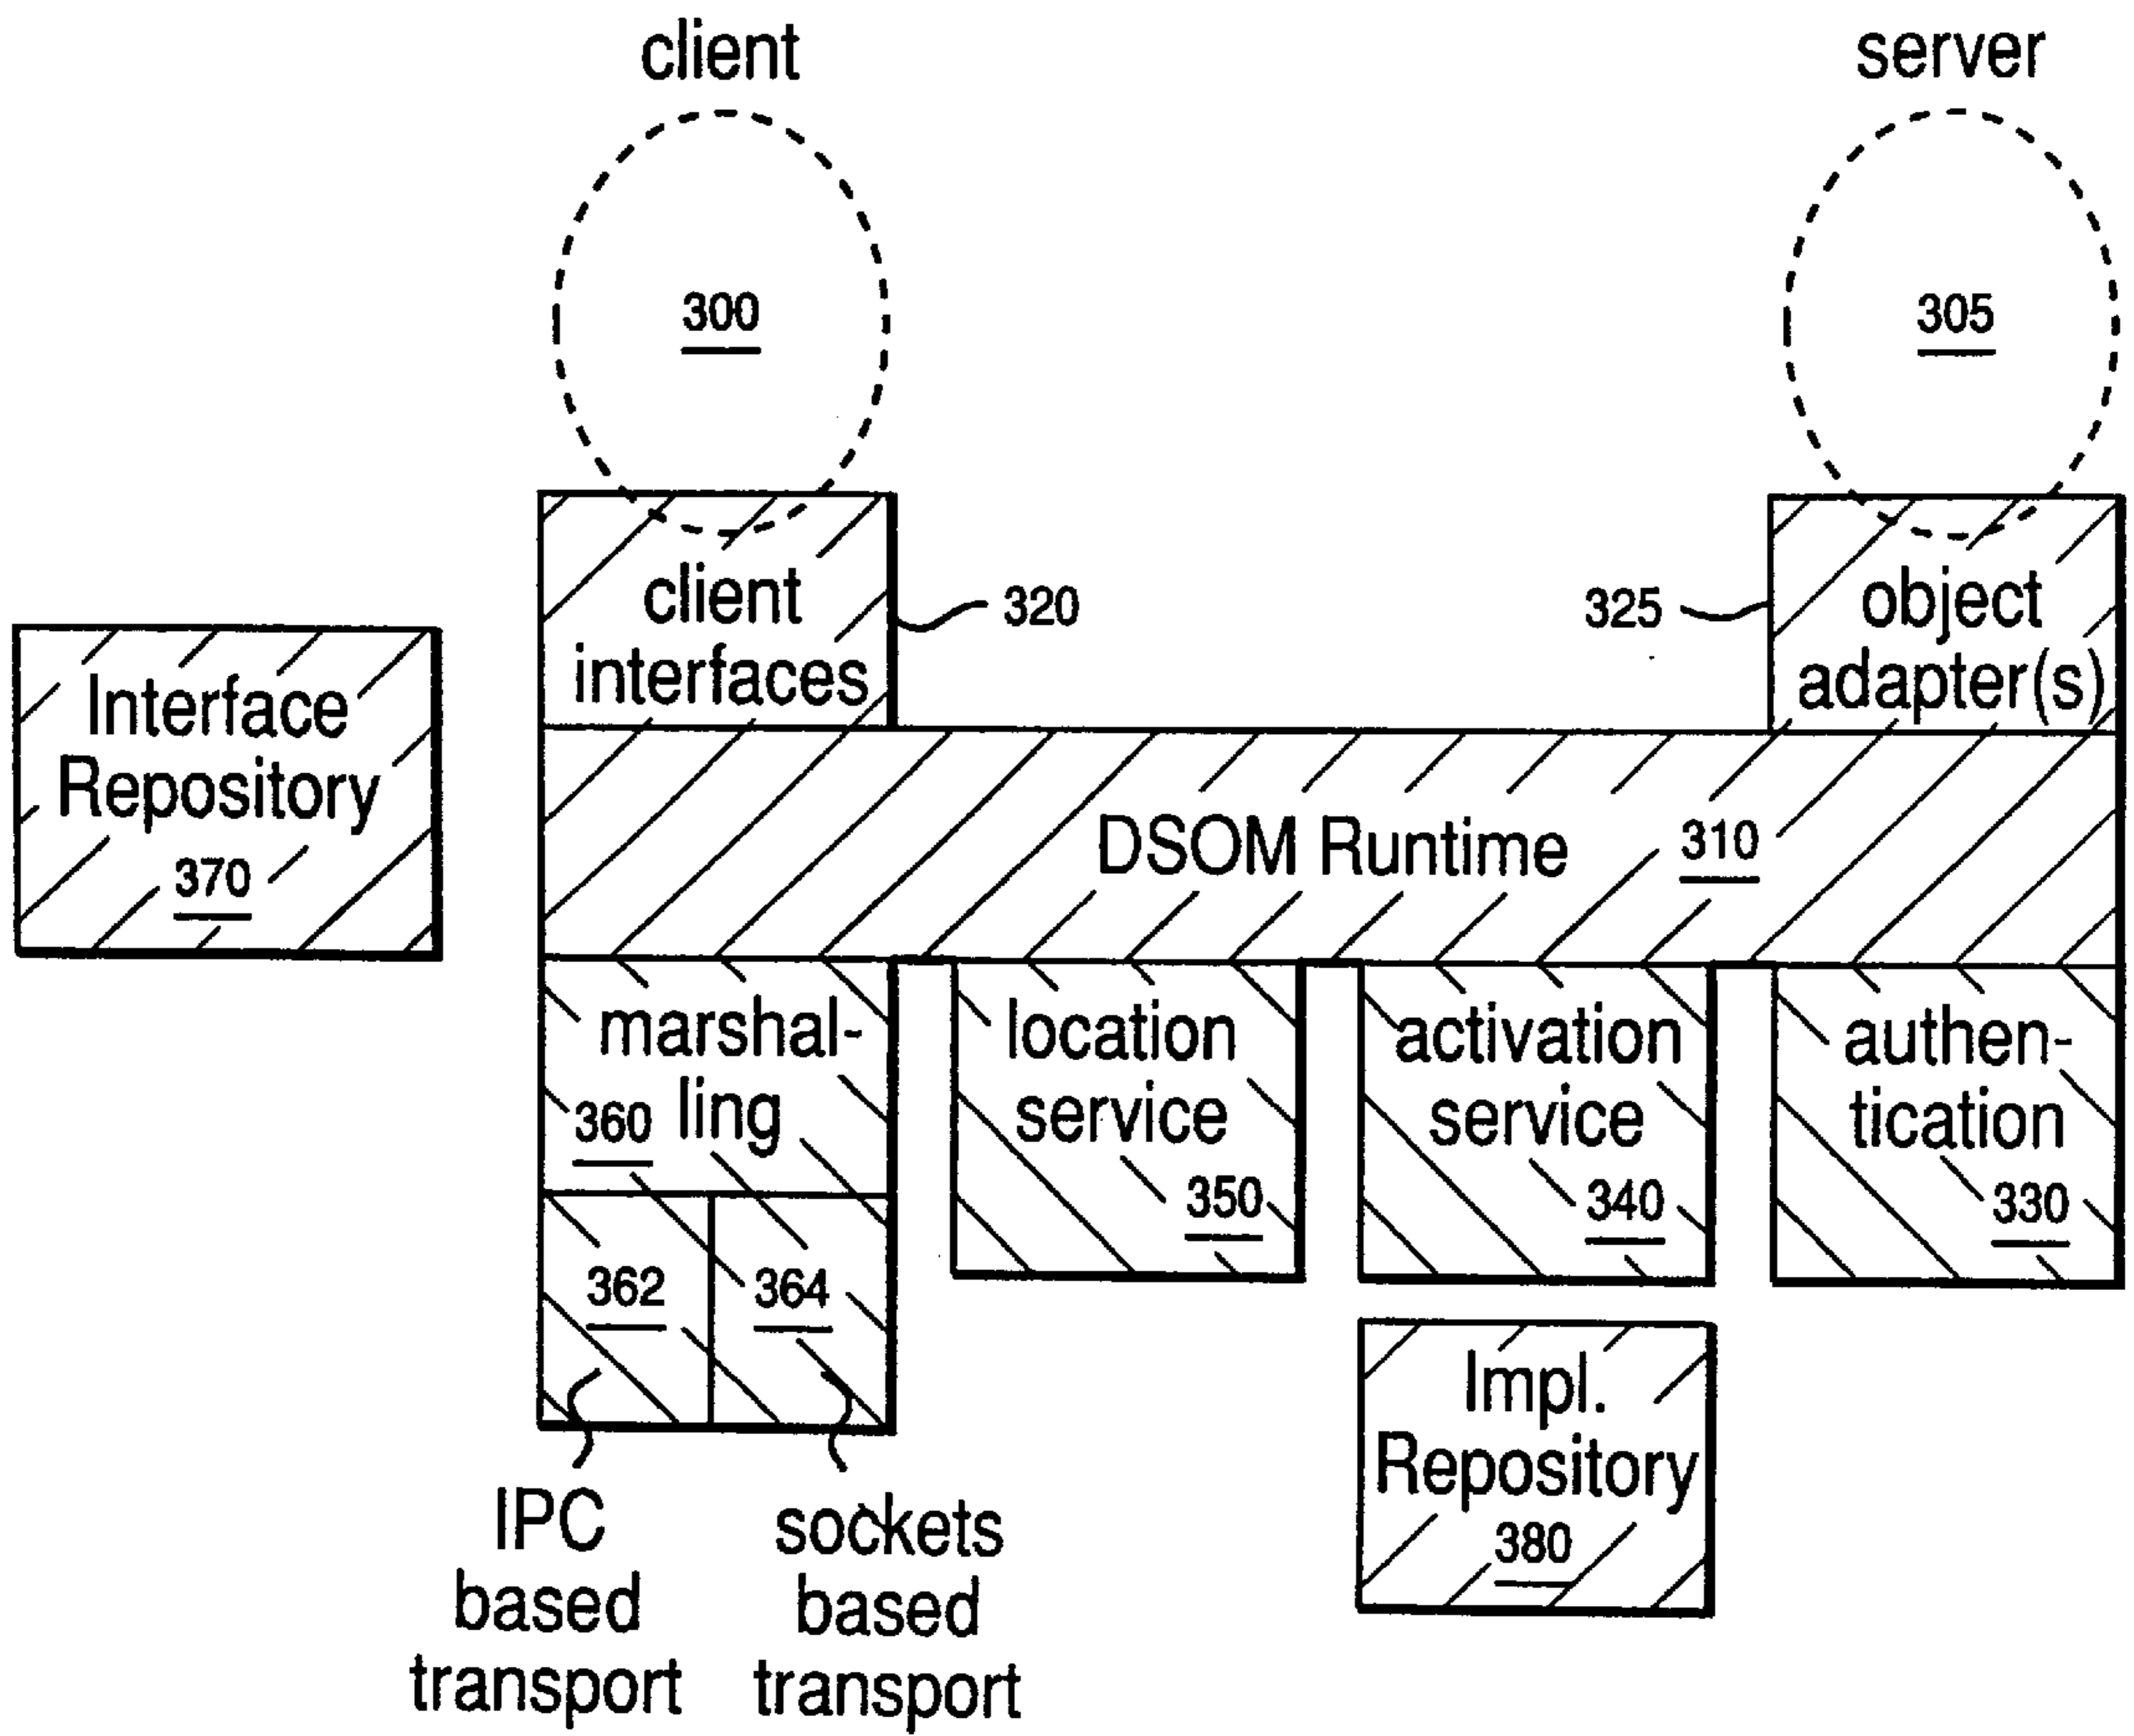 client
server
300
305
client
interfaces
320
325
object
adapter(s)
Interface
Repository
370
DSOM Runtime 310
marshal-
360 ling
location
service
350
activation
service
340
authen-
tication
330
362
364
IPC
based
transport
sockets
based
transport
Impl.
Repository
380